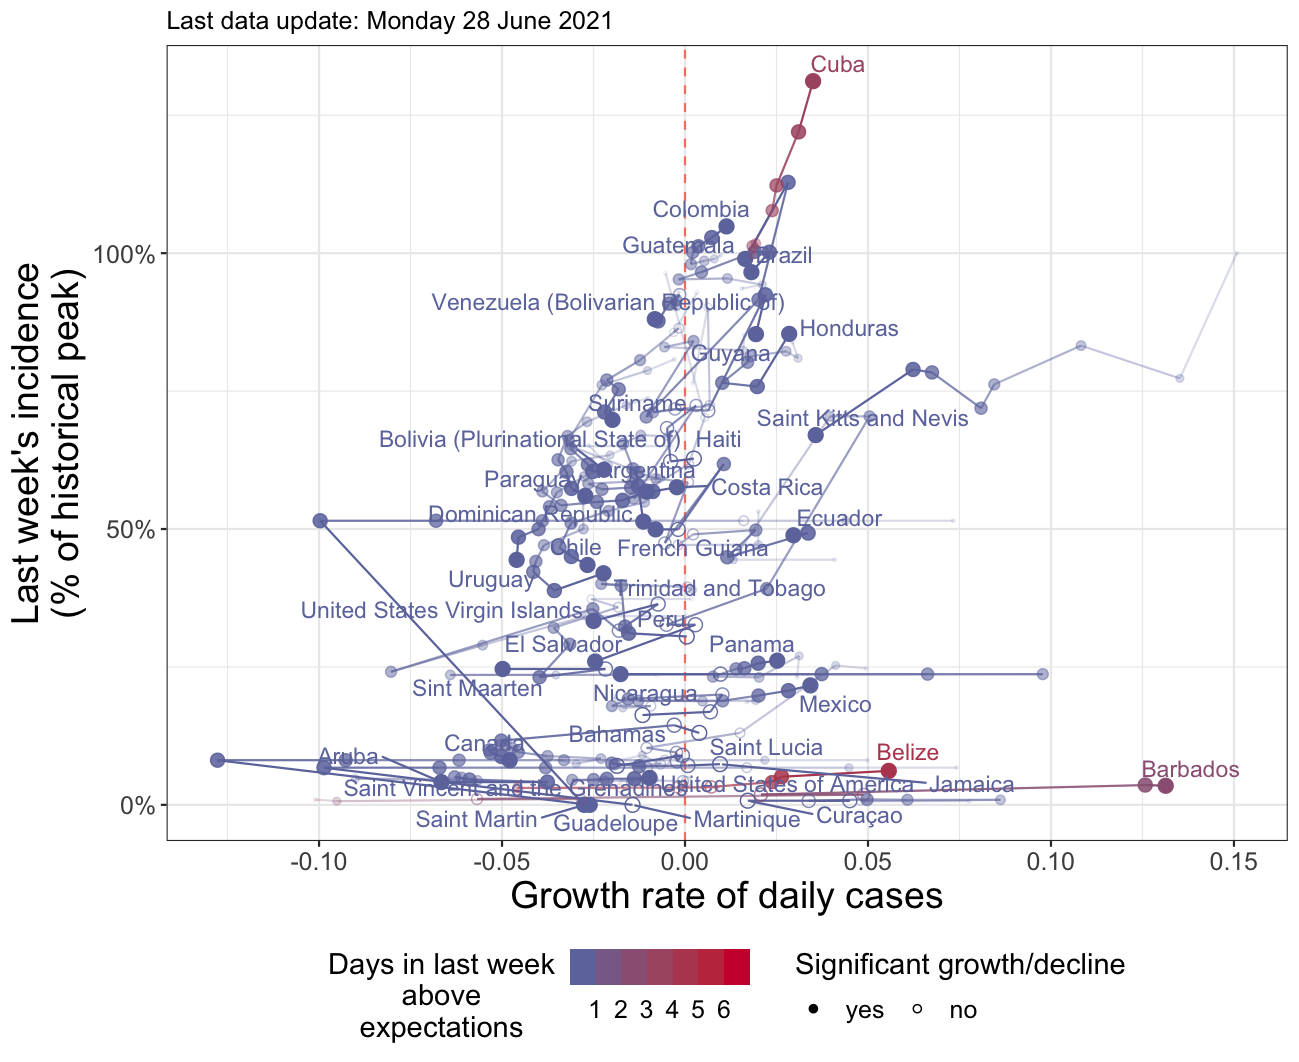 Last data update: Monday 28 June 2021
Last week's incidence
(% of historical peak)
100%
50%
0%
Cuba
Colombia
Guatemala
Brazil
Venezuela (Bolivarian Republic of)
Honduras
Guyana
Suriname
Saint Kitts and Nevis
Bolivia (Plurinational State of)
Haiti
Argentina
Paraguay
Costa Rica
Dominican Republic
Ecuador
Chile
French Guiana
Uruguay
Trinidad and Tobago
United States Virgin Islands
Peru
El Salvador
Panama
Sint Maarten
Nicaragua
Mexico
Bahamas
Canada
Saint Lucia
Aruba
Belize
Barbados
Saint Vincent and the Grenadines
United States of America
Jamaica
Saint Martin
Guadeloupe
Martinique
Curaçao
-0.10
-0.05
0.00
0.05
0.10
0.15
Growth rate of daily cases
Days in last week
above
expectations
1 2 3 4 5 6
Significant growth/decline
yes
no